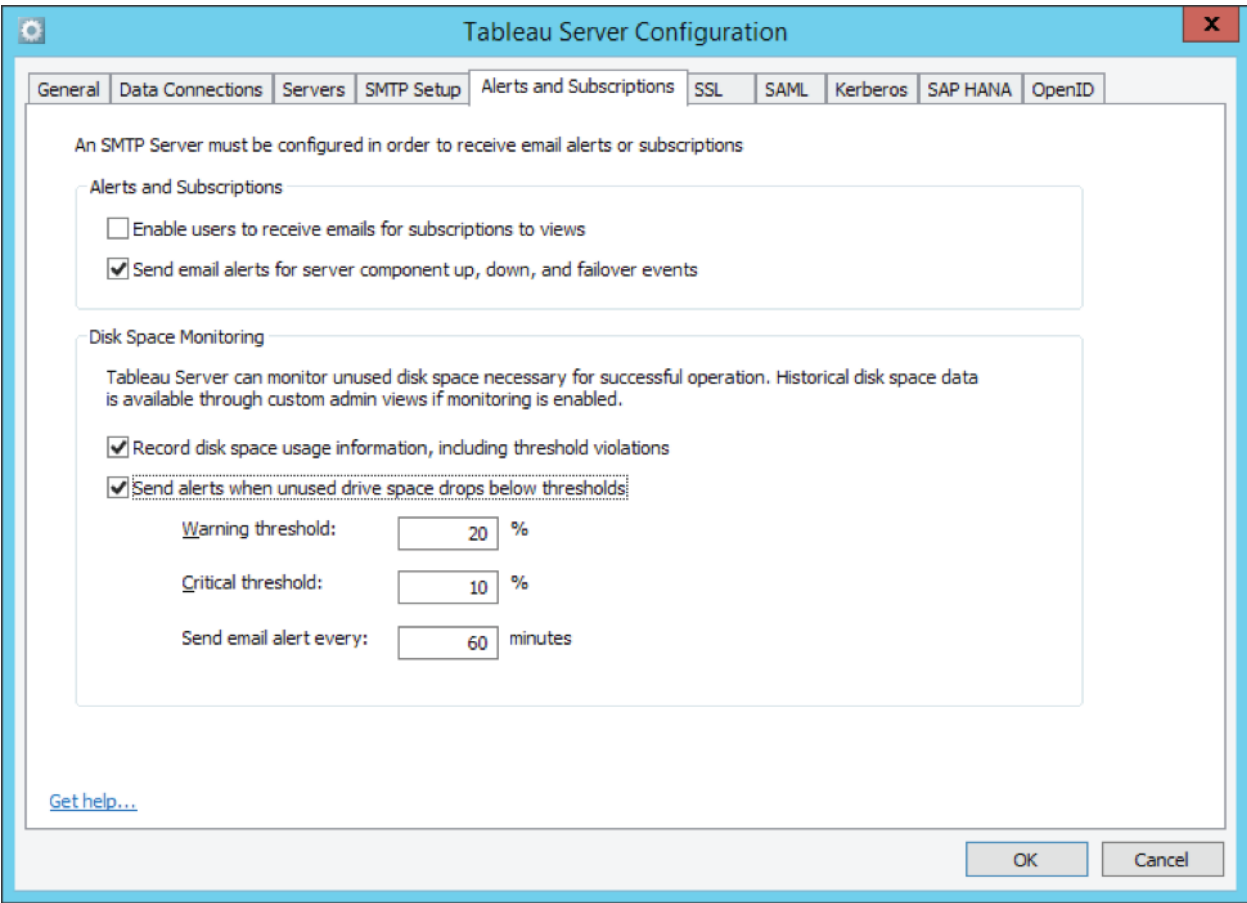 Tableau Server Configuration
x
General Data Connections Servers SMTP Setup Alerts and Subscriptions SSL SAML Kerberos SAP HANA OpenID
An SMTP Server must be configured in order to receive email alerts or subscriptions
Alerts and Subscriptions
Enable users to receive emails for subscriptions to views
Send email alerts for server component up, down, and failover events
Disk Space Monitoring
Tableau Server can monitor unused disk space necessary for successful operation. Historical disk space data
is available through custom admin views if monitoring is enabled.
Record disk space usage information, including threshold violations
Send alerts when unused drive space drops below thresholds
Warning threshold: 20 %
Critical threshold: 10 %
Send email alert every: 60 minutes
Get help...
OK Cancel